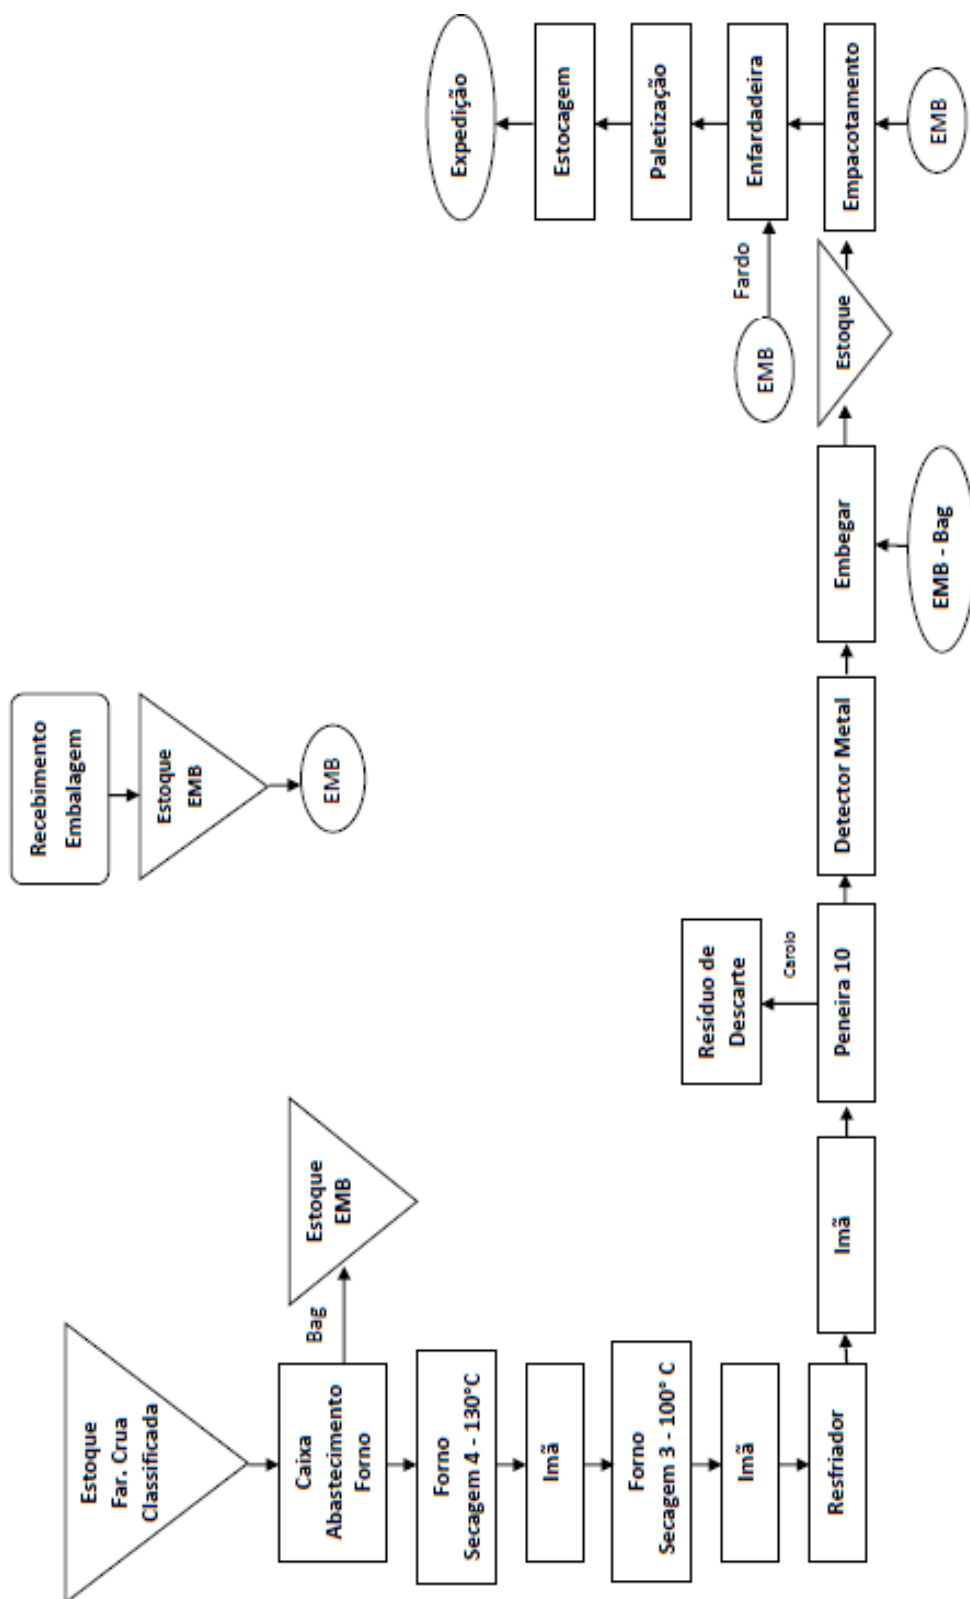 Estoque
Far. Crua
Classificada
Caixa
Abastecimento
Forno
Bag
Estoque
EMB
Forno
Secagem 4 - 130°C
Imã
Forno
Secagem 3 - 100° C
Imã
Resfriador
Imã
Peneira 10
Carolo
Resíduo de
Descarte
Detector Metal
Embegar
EMB - Bag
Estoque
Empacotamento
EMB
Enfardadeira
Fardo
EMB
Paletização
Estocagem
Expedição
Recebimento
Embalagem
Estoque
EMB
EMB